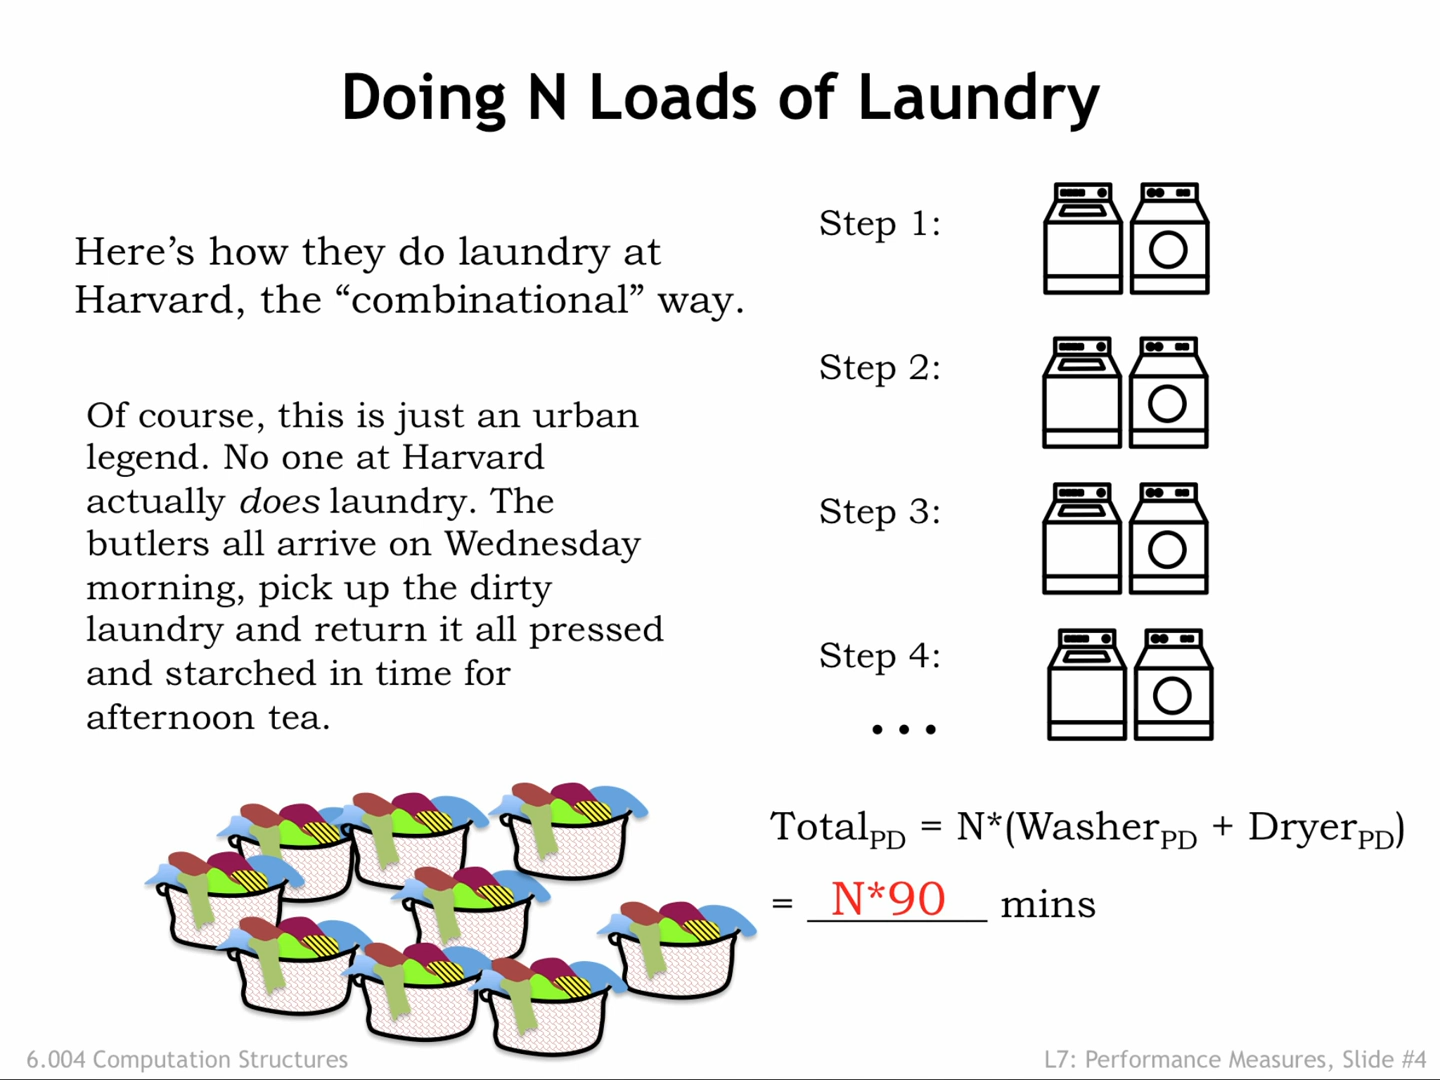 Doing N Loads of Laundry
Here’s how they do laundry at
Harvard, the “combinational” way.
Of course, this is just an urban
legend. No one at Harvard
actually does laundry. The
butlers all arrive on Wednesday
morning, pick up the dirty
laundry and return it all pressed
and starched in time for
afternoon tea.
Step 1:
Step 2:
Step 3:
Step 4:
...
Total_PD = N*(Washer_PD + Dryer_PD)
= N*90 mins
6.004 Computation Structures
L7: Performance Measures, Slide #4